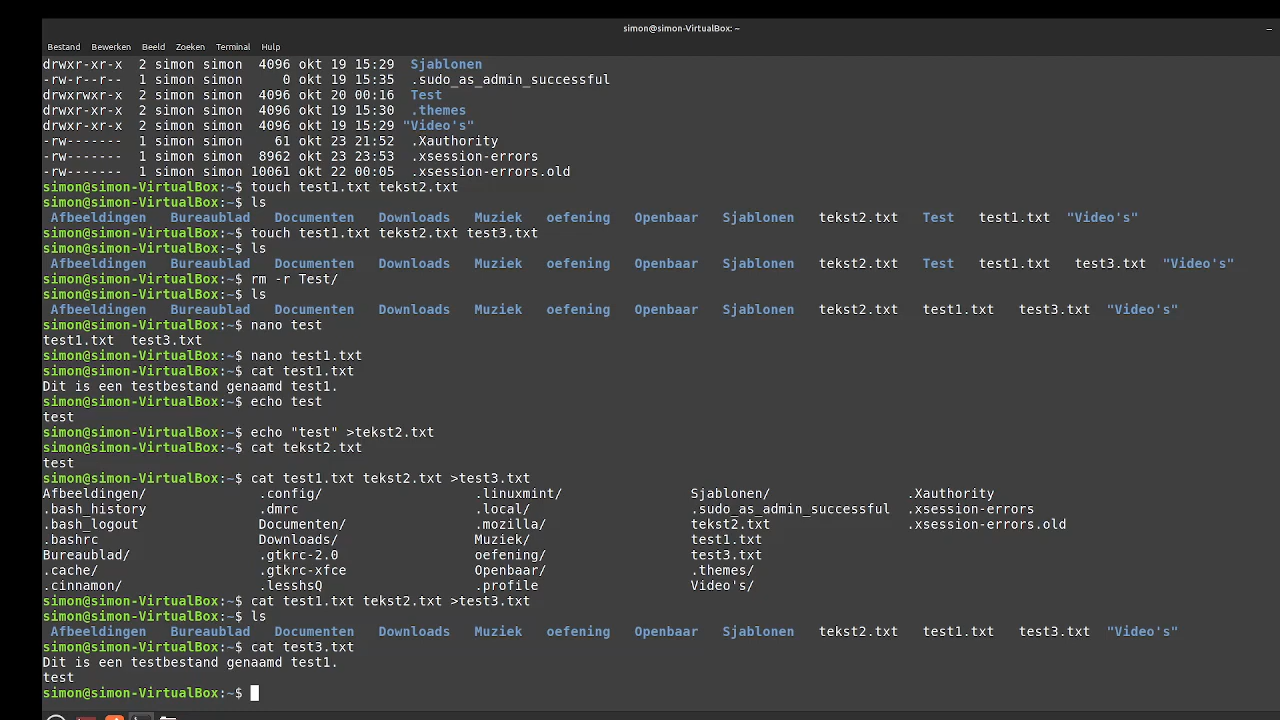 simon@simon-VirtualBox: ~
Bestand Bewerken Beeld Zoeken Terminal Hulp
drwxr-xr-x 2 simon simon 4096 okt 19 15:29 Sjablonen
-rw-r--r-- 1 simon simon 0 okt 19 15:35 .sudo_as_admin_successful
drwxrwxr-x 2 simon simon 4096 okt 20 00:16 Test
drwxr-xr-x 2 simon simon 4096 okt 19 15:30 .themes
drwxr-xr-x 2 simon simon 4096 okt 19 15:29 "Video's"
-rw------- 1 simon simon 61 okt 23 21:52 .Xauthority
-rw------- 1 simon simon 8962 okt 23 23:53 .xsession-errors
-rw------- 1 simon simon 10061 okt 22 00:05 .xsession-errors.old
simon@simon-VirtualBox:~$ touch test1.txt tekst2.txt
simon@simon-VirtualBox:~$ ls
Afbeeldingen Bureaublad Documenten Downloads Muziek oefening Openbaar Sjablonen tekst2.txt Test test1.txt "Video's"
simon@simon-VirtualBox:~$ touch test1.txt tekst2.txt test3.txt
simon@simon-VirtualBox:~$ ls
Afbeeldingen Bureaublad Documenten Downloads Muziek oefening Openbaar Sjablonen tekst2.txt Test test1.txt test3.txt "Video's"
simon@simon-VirtualBox:~$ rm -r Test/
simon@simon-VirtualBox:~$ ls
Afbeeldingen Bureaublad Documenten Downloads Muziek oefening Openbaar Sjablonen tekst2.txt test1.txt test3.txt "Video's"
simon@simon-VirtualBox:~$ nano test
test1.txt test3.txt
simon@simon-VirtualBox:~$ nano test1.txt
simon@simon-VirtualBox:~$ cat test1.txt
Dit is een testbestand genaamd test1.
simon@simon-VirtualBox:~$ echo test
test
simon@simon-VirtualBox:~$ echo "test" >tekst2.txt
simon@simon-VirtualBox:~$ cat tekst2.txt
test
simon@simon-VirtualBox:~$ cat test1.txt tekst2.txt >test3.txt
Afbeeldingen/ .config/ .linuxmint/ Sjablonen/ .Xauthority
.bash_history .dmrc .local/ .sudo_as_admin_successful .xsession-errors
.bash_logout Documenten/ .mozilla/ tekst2.txt .xsession-errors.old
.bashrc Downloads/ Muziek/ test1.txt
Bureaublad/ .gtkrc-2.0 oefening/ test3.txt
.cache/ .gtkrc-xfce Openbaar/ .themes/
.cinnamon/ .lesshsQ .profile Video's/
simon@simon-VirtualBox:~$ cat test1.txt tekst2.txt >test3.txt
simon@simon-VirtualBox:~$ ls
Afbeeldingen Bureaublad Documenten Downloads Muziek oefening Openbaar Sjablonen tekst2.txt test1.txt test3.txt "Video's"
simon@simon-VirtualBox:~$ cat test3.txt
Dit is een testbestand genaamd test1.
test
simon@simon-VirtualBox:~$